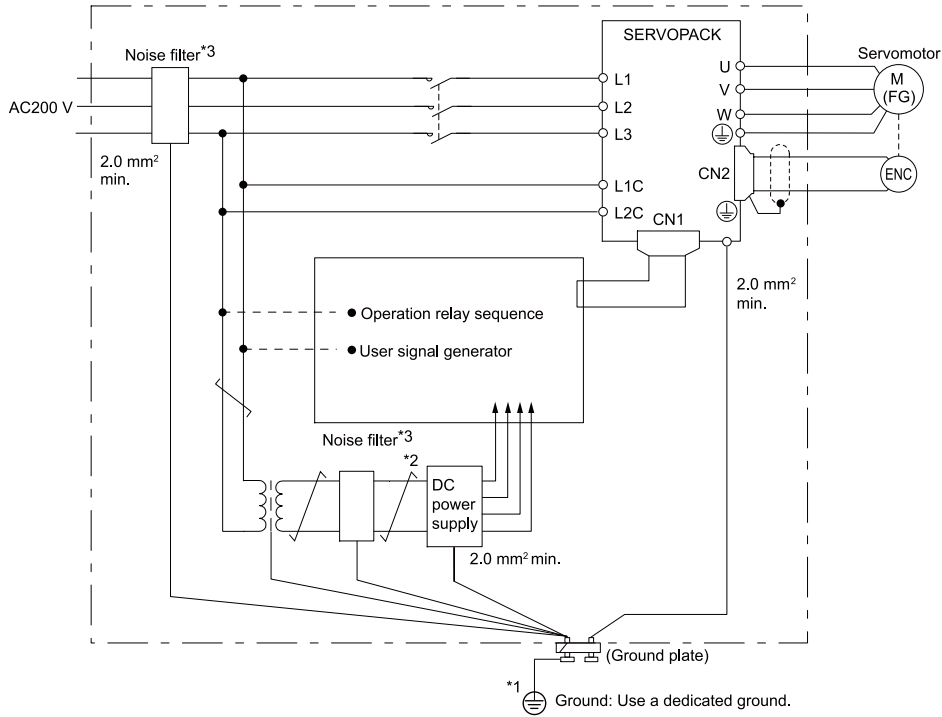 SERVOPACK
Noise filter*3
Servomotor
AC200 V
L1
L2
L3
L1C
L2C
U
V
W
M
(FG)
CN2
ENC
CN1
2.0 mm²
min.
2.0 mm²
min.
Operation relay sequence
User signal generator
Noise filter*3
*2
DC
power
supply
2.0 mm² min.
(Ground plate)
*1
Ground: Use a dedicated ground.